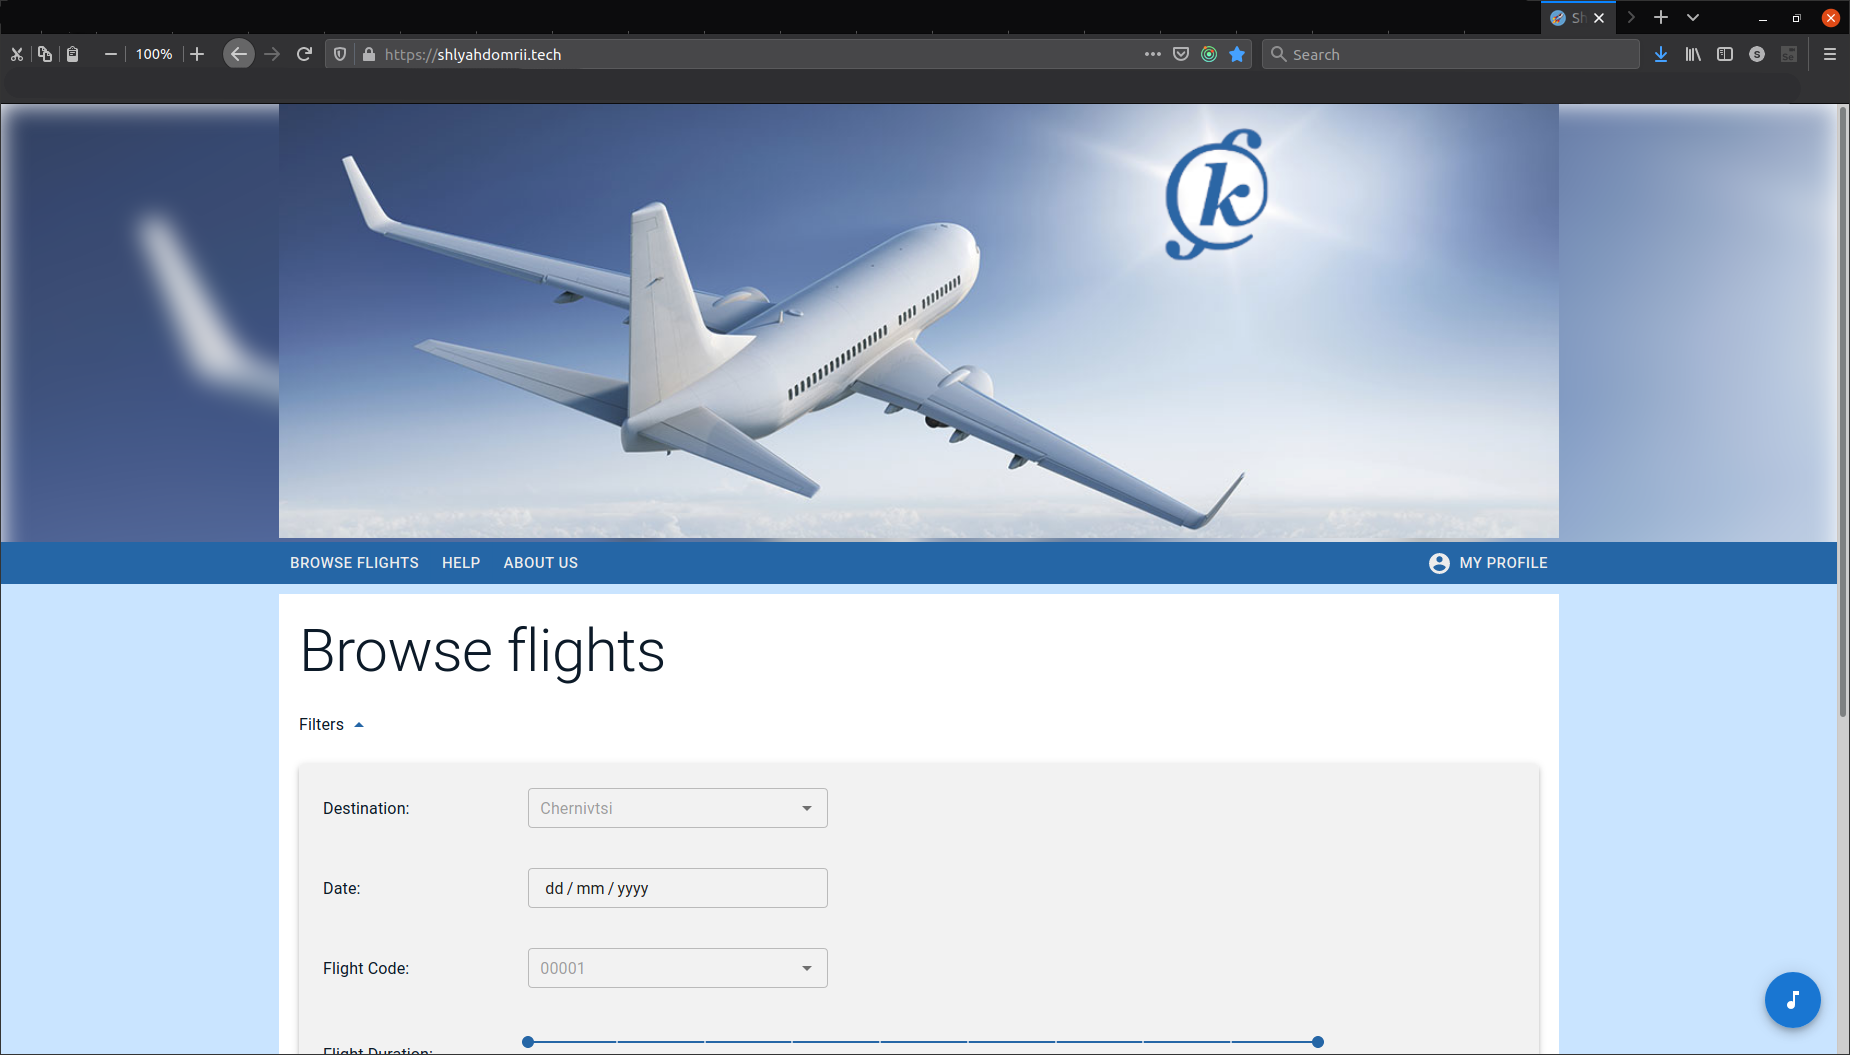 Sh
100%
https://shlyahdomrii.tech
Search
S
k
BROWSE FLIGHTS HELP ABOUT US MY PROFILE
Browse flights
Filters
Destination: Chernivtsi
Date: dd / mm / yyyy
Flight Code: 00001
Flight Duration: